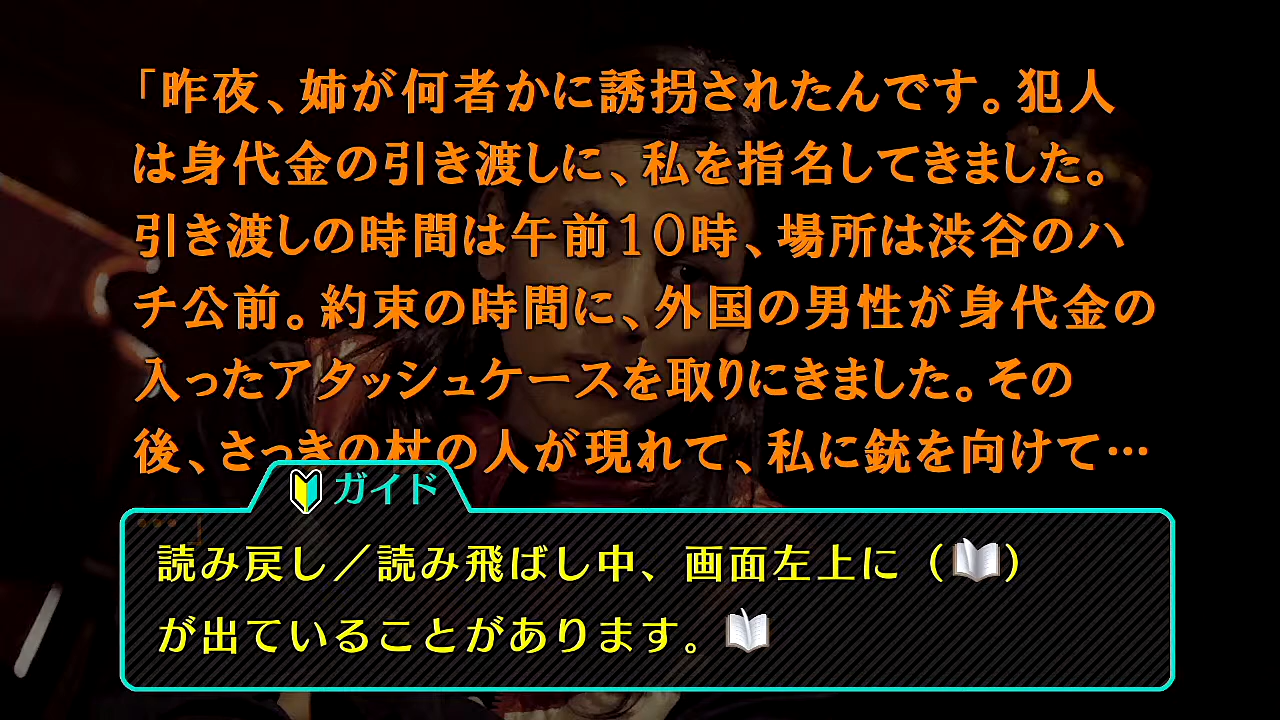 「昨夜、姉が何者かに誘拐されたんです。犯人
は身代金の引き渡しに、私を指名してきました。
引き渡しの時間は午前10時、場所は渋谷のハ
チ公前。約束の時間に、外国の男性が身代金の
入ったアタッシュケースを取りにきました。その
後、さっきの杖の人が現れて、私に銃を向けて…
…」
ガイド
読み戻し／読み飛ばし中、画面左上に（）
が出ていることがあります。